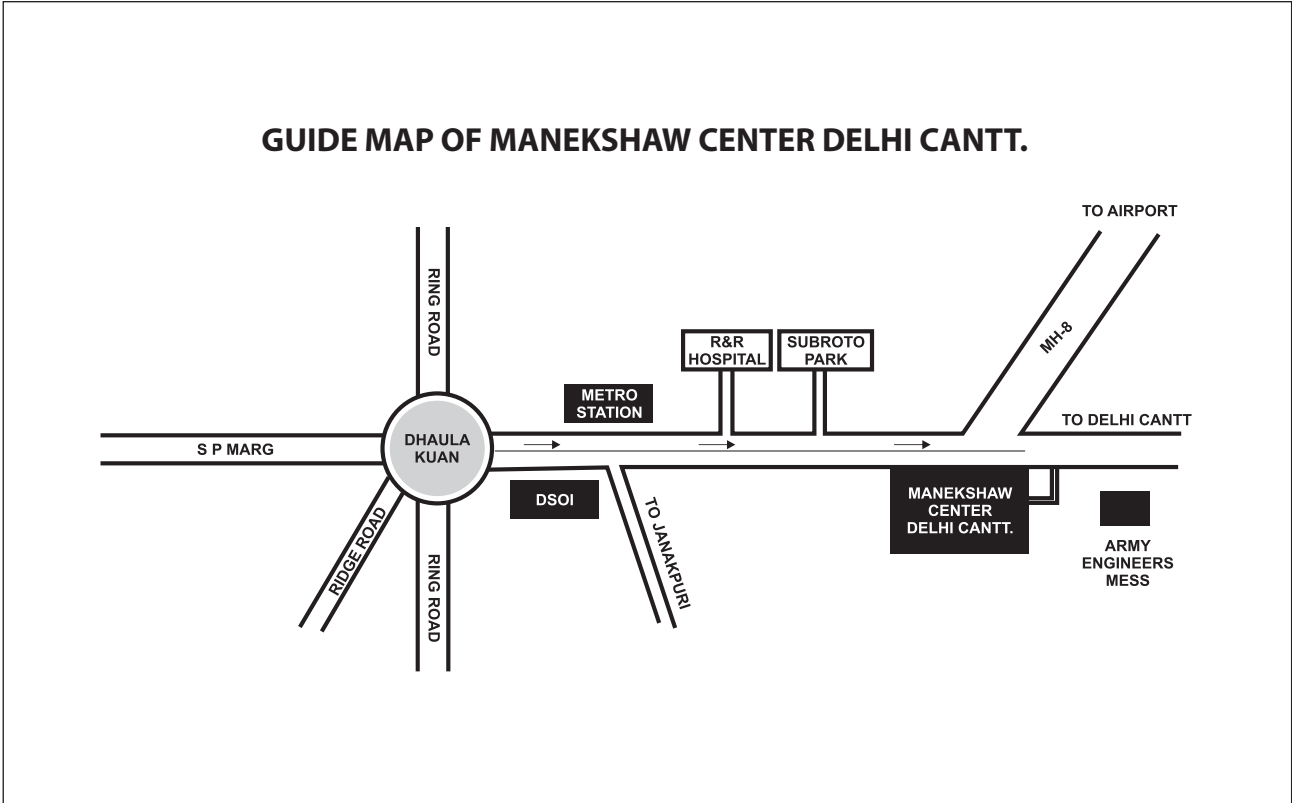 GUIDE MAP OF MANEKSHAW CENTER DELHI CANTT.
TO AIRPORT
RING ROAD
MH-8
R&R
HOSPITAL
SUBROTO
PARK
METRO
STATION
TO DELHI CANTT
S P MARG
DHAULA
KUAN
DSOI
MANEKSHAW
CENTER
DELHI CANTT.
TO JANAKPURI
RIDGE ROAD
RING ROAD
ARMY
ENGINEERS
MESS